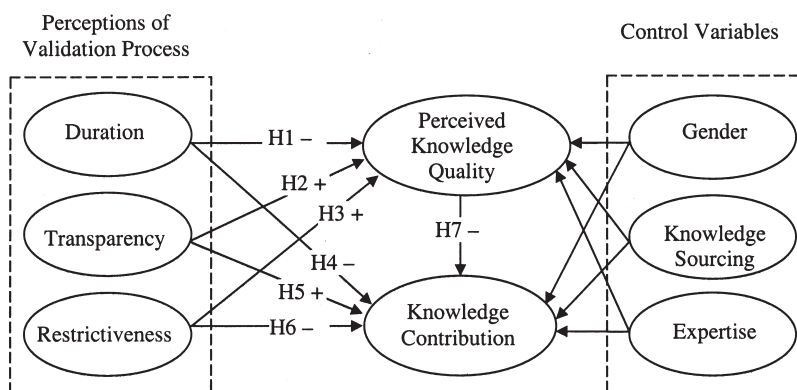 Perceptions of
Validation Process
Control Variables
Duration
Transparency
Restrictiveness
H1 –
H2 +
H3 +
H4 –
H5 +
H6 –
H7 –
Perceived
Knowledge
Quality
Knowledge
Contribution
Gender
Knowledge
Sourcing
Expertise